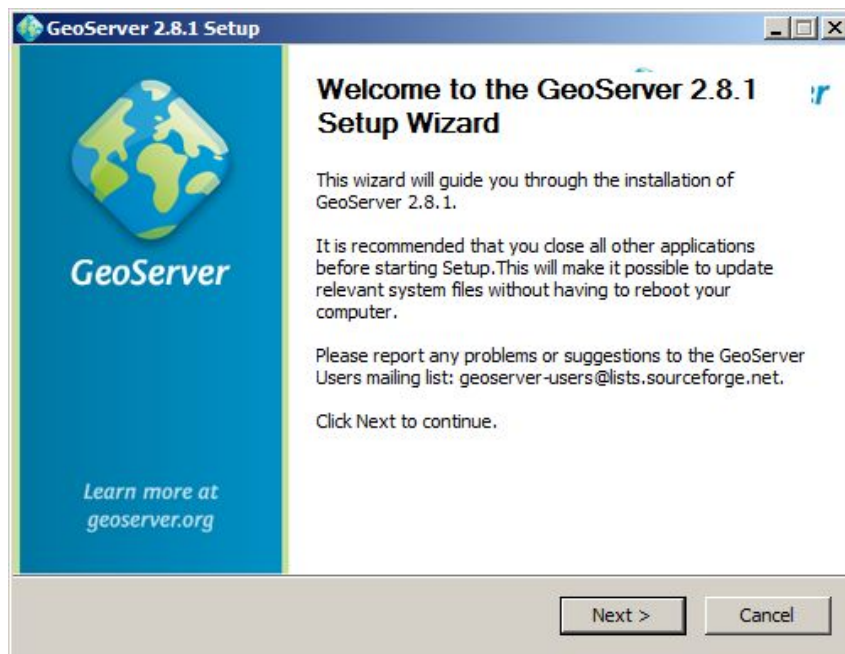 GeoServer 2.8.1 Setup
GeoServer
Learn more at
geoserver.org
Welcome to the GeoServer 2.8.1
Setup Wizard
This wizard will guide you through the installation of
GeoServer 2.8.1.
It is recommended that you close all other applications
before starting Setup.This will make it possible to update
relevant system files without having to reboot your
computer.
Please report any problems or suggestions to the GeoServer
Users mailing list: geoserver-users@lists.sourceforge.net.
Click Next to continue.
Next >
Cancel